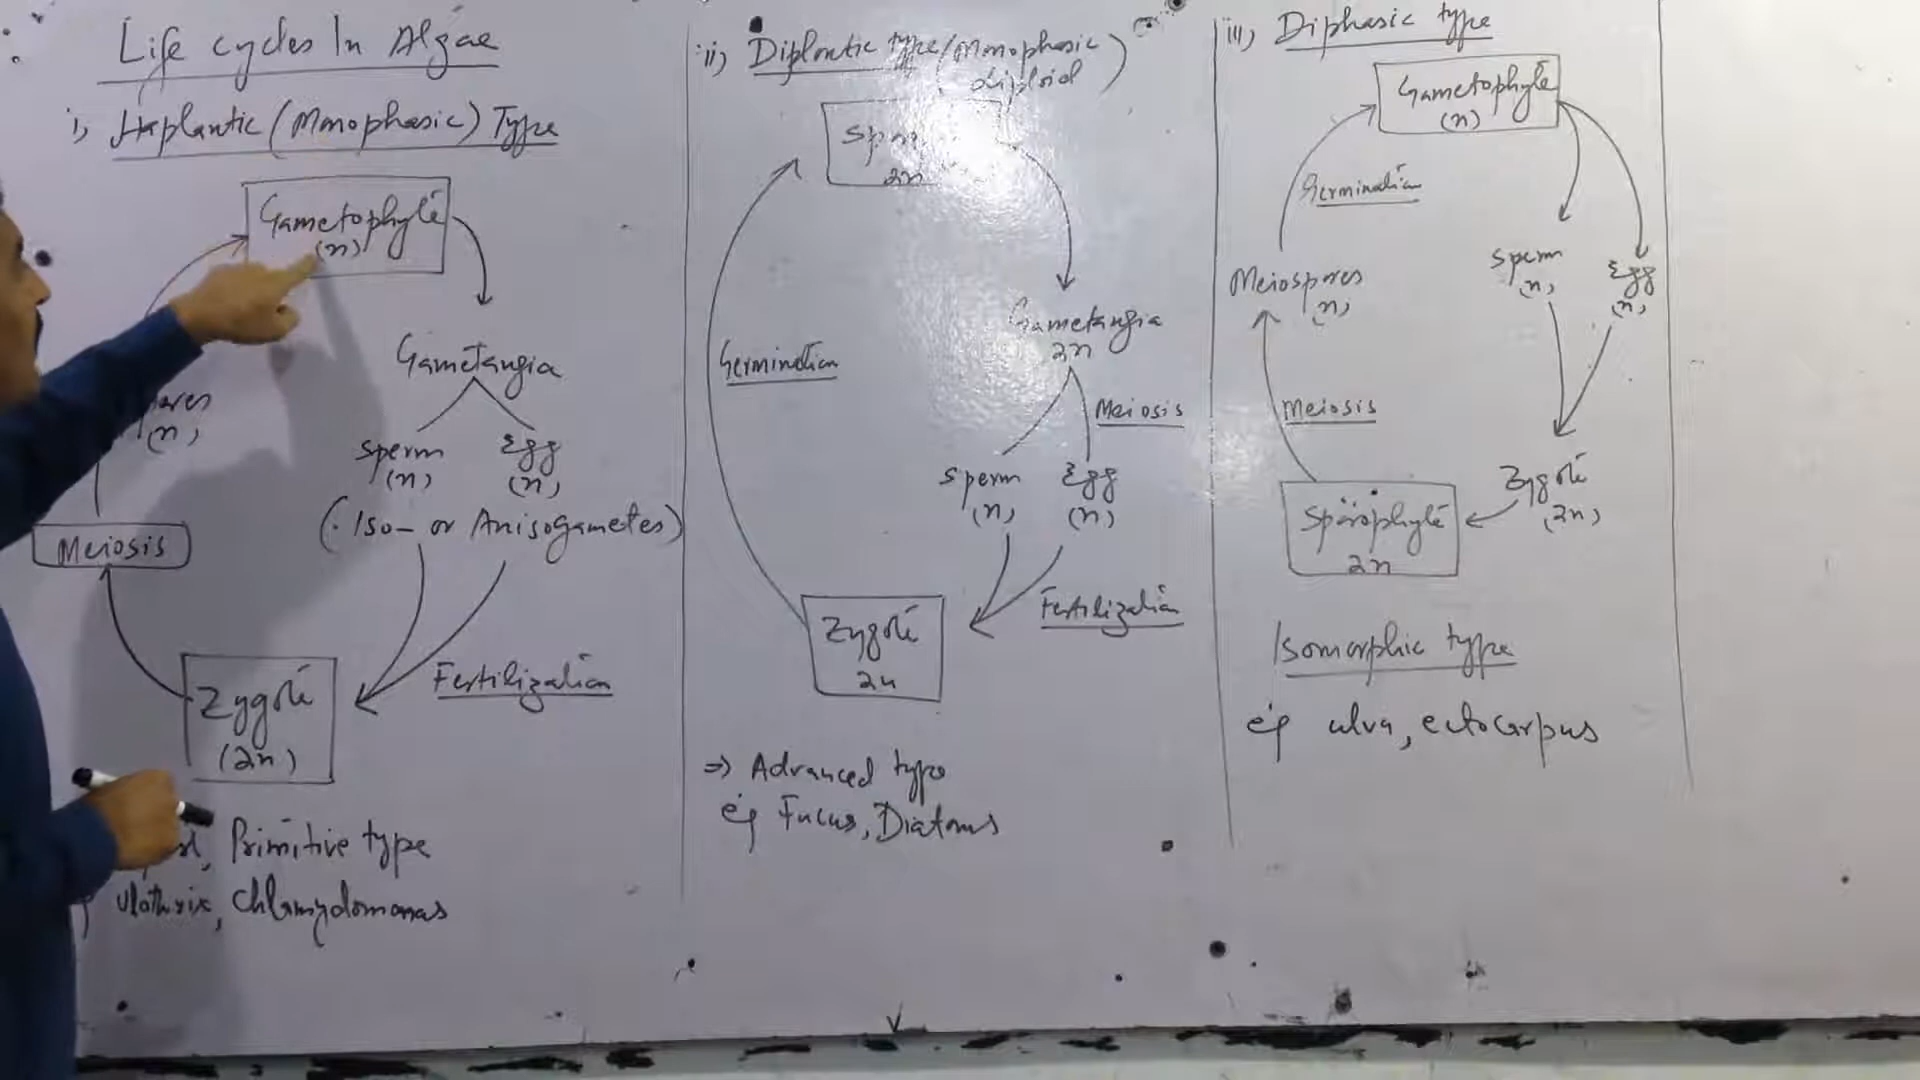 Life cycles In Algae
i, Haplantic (Monophasic) Type
Gametophyte
(n)
Gametangia
sperm Egg
(n) (n)
(Iso- or Anisogametes)
(n)
Meiosis
Zygote
(2n)
Fertilization
Primitive type
Ulothrix, Chlamydomonas
ii, Diplontic type (Monophasic
diploid)
2n
Gametangia
2n
Germination
Meiosis
sperm Egg
(n) (n)
Fertilization
Zygote
2n
⇒ Advanced type
eg Fucus, Diatoms
iii, Diphasic type
Gametophyte
(n)
Germination
Meiospores
(n)
sperm Egg
(n) (n)
Meiosis
Zygote
(2n)
Sporophyte
2n
Isomorphic type
eg ulva, ectocarpus